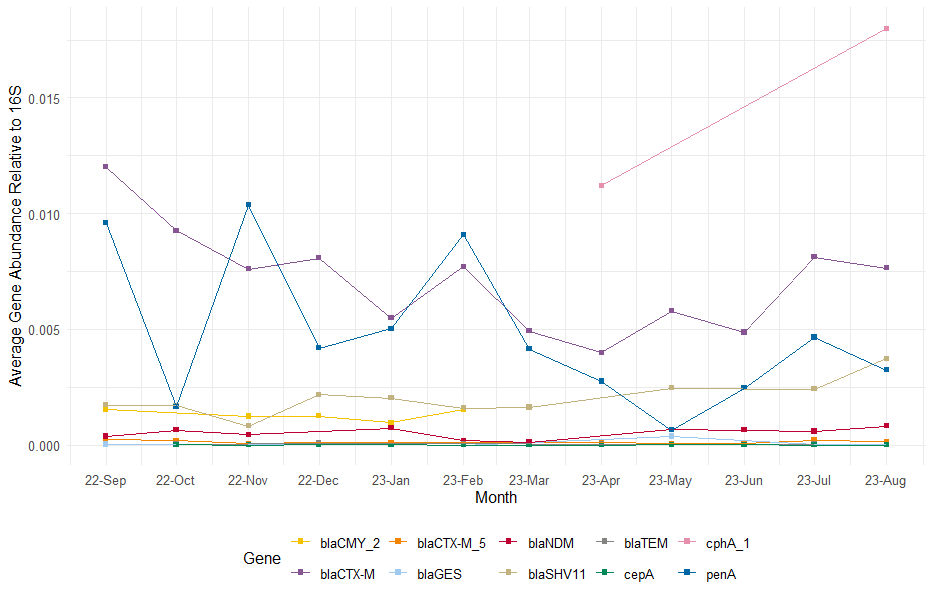 Average Gene Abundance Relative to 16S
0.015
0.010
0.005
0.000
22-Sep 22-Oct 22-Nov 22-Dec 23-Jan 23-Feb 23-Mar 23-Apr 23-May 23-Jun 23-Jul 23-Aug
Month
Gene
blaCMY_2 blaCTX-M_5 blaNDM blaTEM cphA_1
blaCTX-M blaGES blaSHV11 cepA penA